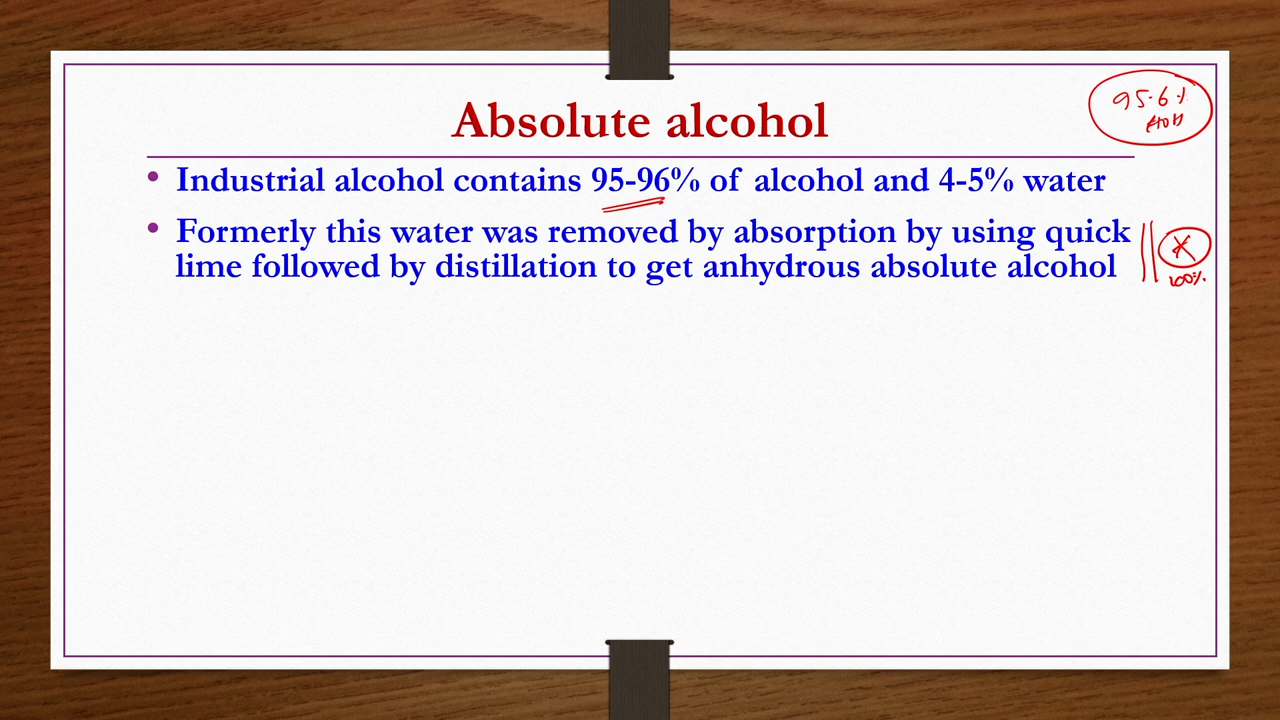 Absolute alcohol
95.6%
EtOH
• Industrial alcohol contains 95-96% of alcohol and 4-5% water
• Formerly this water was removed by absorption by using quick
lime followed by distillation to get anhydrous absolute alcohol
100%